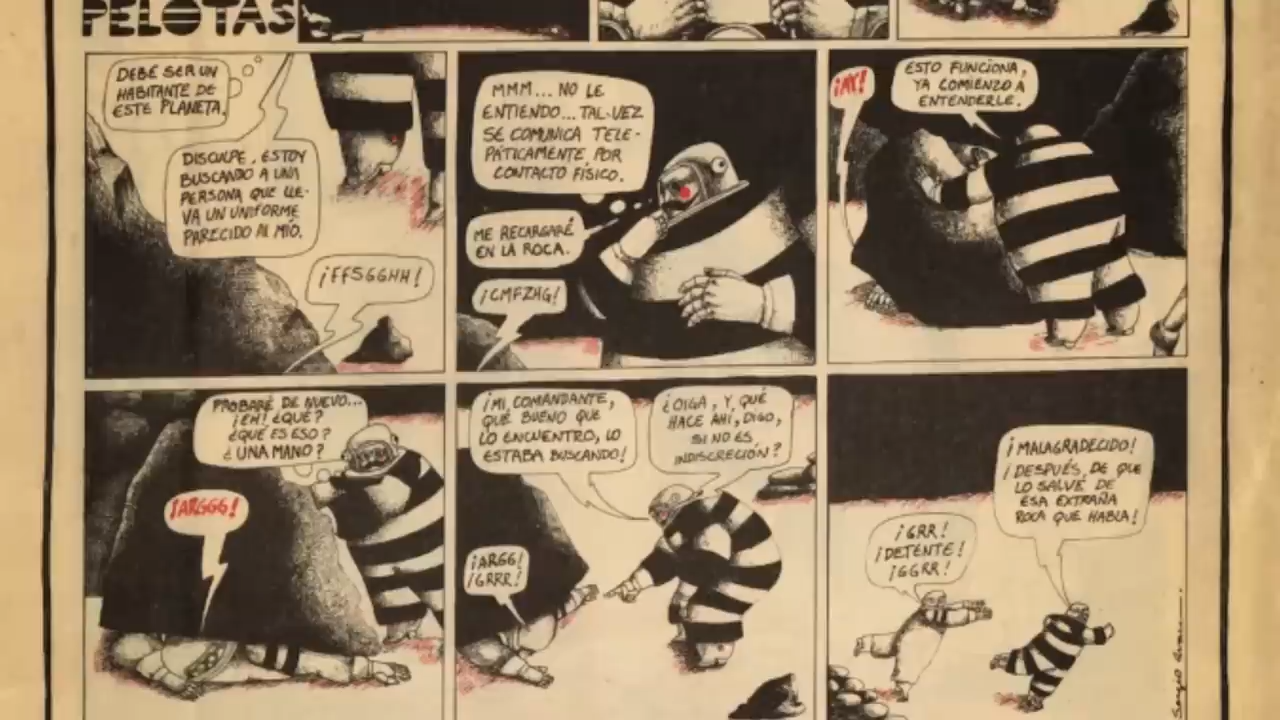 PELOTAS
DEBE SER UN
HABITANTE DE
ESTE PLANETA.
DISCULPE, ESTOY
BUSCANDO A UNA
PERSONA QUE LLE-
VA UN UNIFORME
PARECIDO AL MÍO.
¡FFSGGHH!
MMM... NO LE
ENTIENDO... TAL VEZ
SE COMUNICA TELE-
PÁTICAMENTE POR
CONTACTO FÍSICO.
ME RECARGARÉ
EN LA ROCA.
¡CMFZHG!
¡AY!
ESTO FUNCIONA,
YA COMIENZO A
ENTENDERLE.
PROBARÉ DE NUEVO...
¡EH! ¿QUÉ?
¿QUÉ ES ESO?
¿UNA MANO?
¡ARGGG!
¡MI COMANDANTE,
QUÉ BUENO QUE
LO ENCUENTRO, LO
ESTABA BUSCANDO!
¿OIGA, Y QUÉ
HACE AHÍ, DIGO,
SI NO ES
INDISCRECIÓN?
¡ARGG!
¡GRRR!
¡GRR!
¡DETENTE!
¡GGRR!
¡MALAGRADECIDO!
¡DESPUÉS DE QUE
LO SALVÉ DE
ESA EXTRAÑA
ROCA QUE HABLA!
Sergio